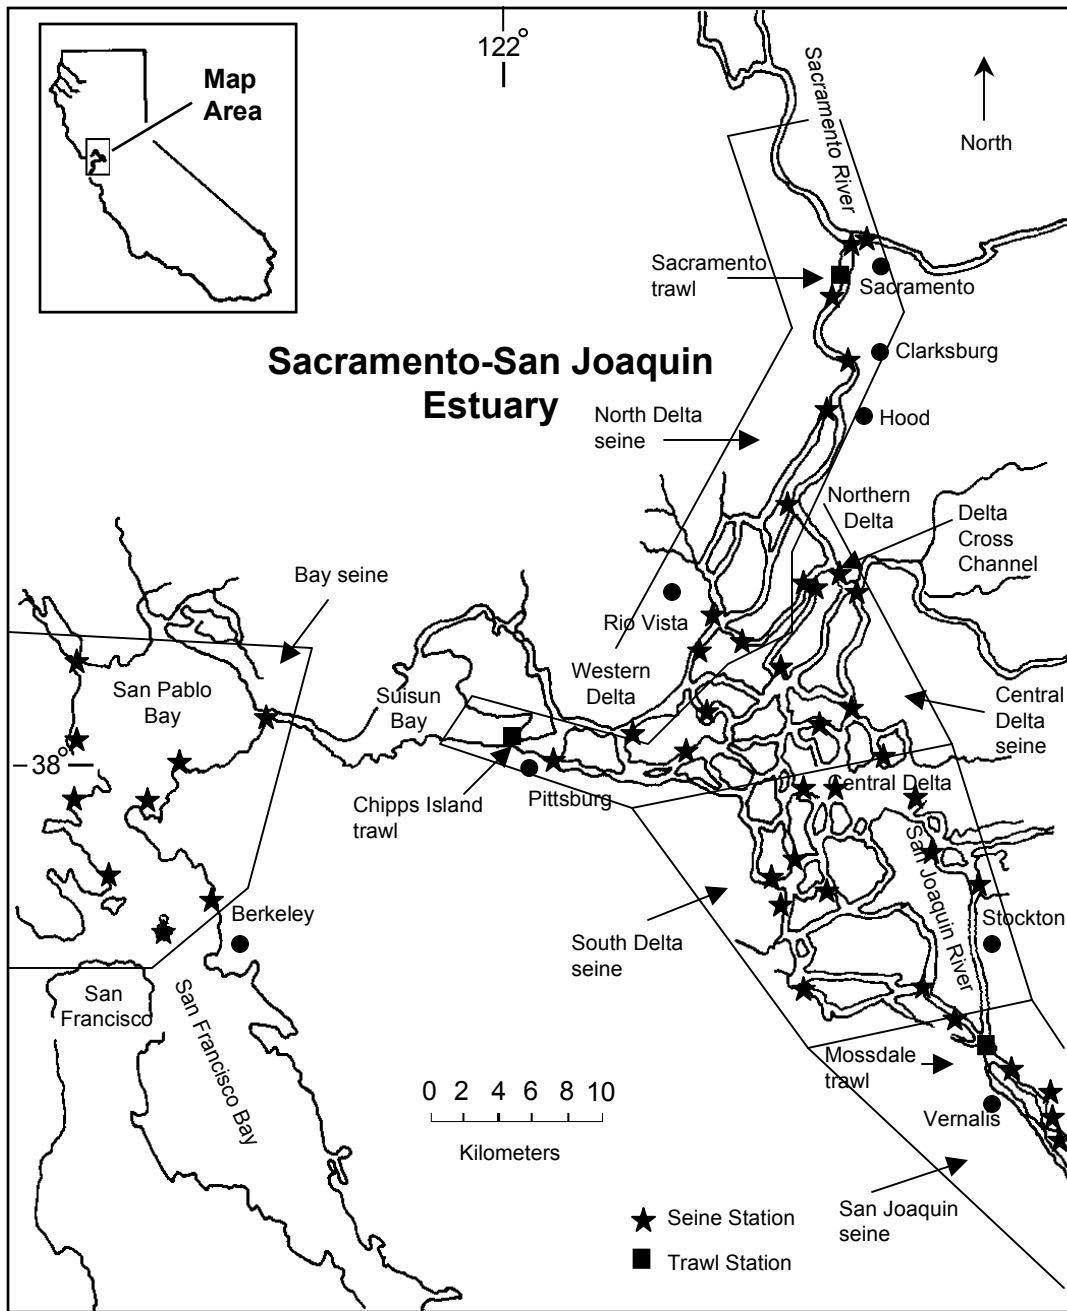 122°
Map
Area
Sacramento River
North
Sacramento
trawl
Sacramento
Clarksburg
Sacramento-San Joaquin
Estuary
North Delta
seine
Hood
Northern
Delta
Delta
Cross
Channel
Bay seine
Rio Vista
Western
Delta
San Pablo
Bay
Suisun
Bay
Central
Delta
seine
38°
Chipps Island
trawl
Pittsburg
Central Delta
San Joaquin River
Berkeley
South Delta
seine
Stockton
San
Francisco
San Francisco Bay
Mossdale
trawl
Vernalis
0 2 4 6 8 10
Kilometers
San Joaquin
seine
Seine Station
Trawl Station